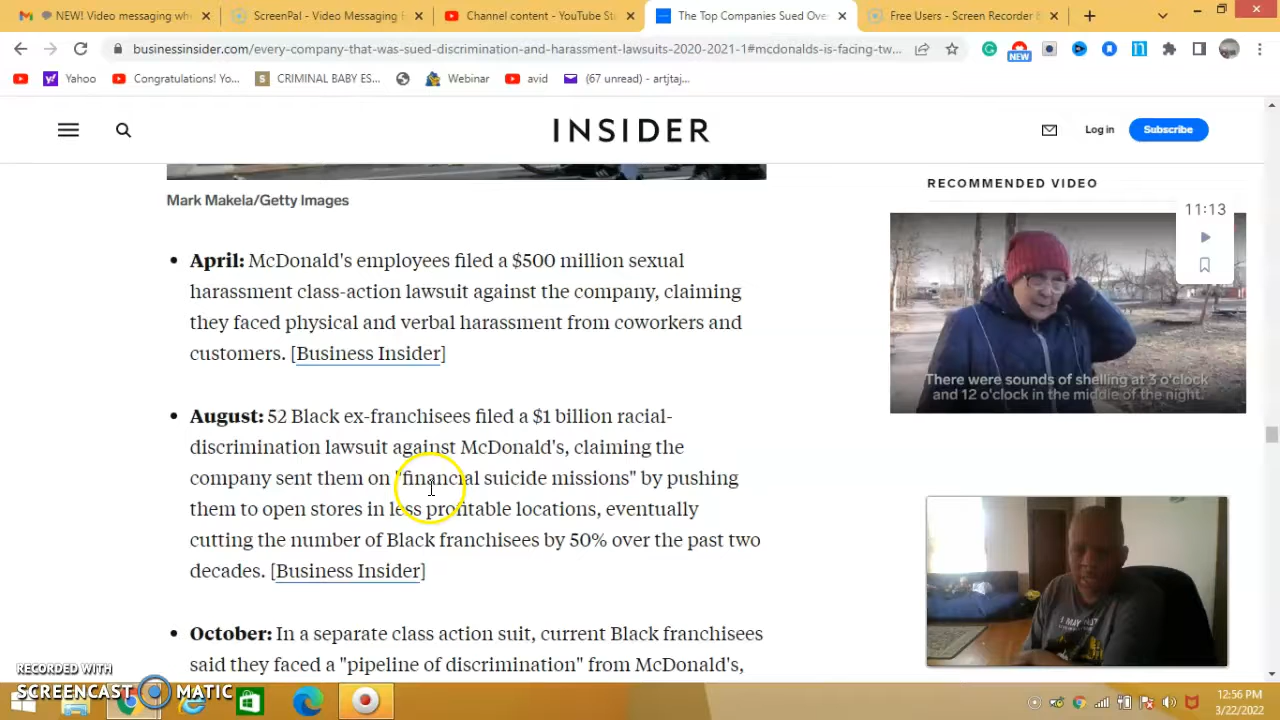 NEW! Video messaging wh
ScreenPal - Video Messaging E
Channel content - YouTube St
The Top Companies Sued Ove
Free Users - Screen Recorder &
businessinsider.com/every-company-that-was-sued-discrimination-and-harassment-lawsuits-2020-2021-1#mcdonalds-is-facing-tw...
NEW
Yahoo
Congratulations! Yo...
CRIMINAL BABY ES...
Webinar
avid
(67 unread) - artjtaj...
INSIDER
Log in
Subscribe
Mark Makela/Getty Images
RECOMMENDED VIDEO
11:13
There were sounds of shelling at 3 o'clock
and 12 o'clock in the middle of the night.
• April: McDonald's employees filed a $500 million sexual
harassment class-action lawsuit against the company, claiming
they faced physical and verbal harassment from coworkers and
customers. [Business Insider]
• August: 52 Black ex-franchisees filed a $1 billion racial-
discrimination lawsuit against McDonald's, claiming the
company sent them on "financial suicide missions" by pushing
them to open stores in less profitable locations, eventually
cutting the number of Black franchisees by 50% over the past two
decades. [Business Insider]
• October: In a separate class action suit, current Black franchisees
said they faced a "pipeline of discrimination" from McDonald's,
I MAY NOT
RECORDED WITH
SCREENCAST MATIC
12:56 PM
3/22/2022